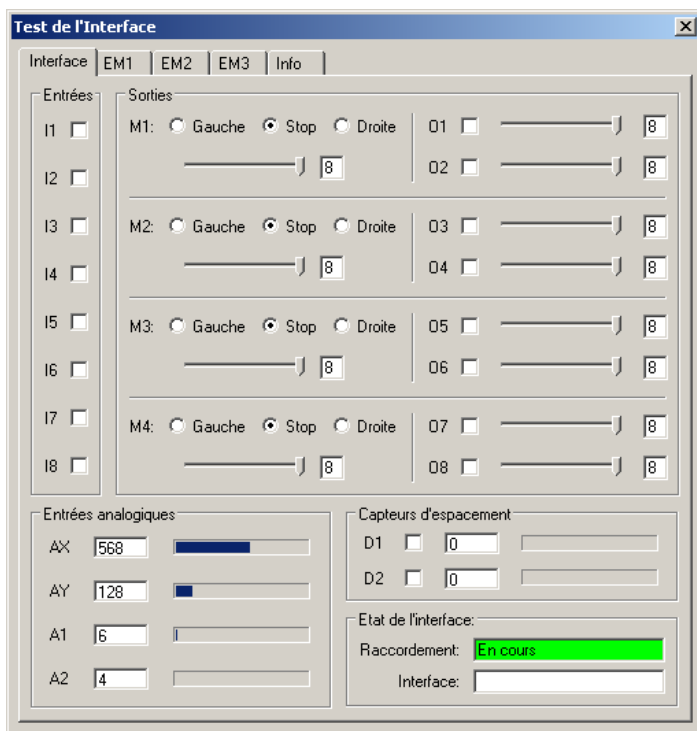 Test de l'Interface
Interface EM1 EM2 EM3 Info
Entrées
I1
I2
I3
I4
I5
I6
I7
I8
Sorties
M1: Gauche Stop Droite
8
O1 8
O2 8
M2: Gauche Stop Droite
8
O3 8
O4 8
M3: Gauche Stop Droite
8
O5 8
O6 8
M4: Gauche Stop Droite
8
O7 8
O8 8
Entrées analogiques
AX 568
AY 128
A1 6
A2 4
Capteurs d'espacement
D1 0
D2 0
Etat de l'interface:
Raccordement: En cours
Interface: